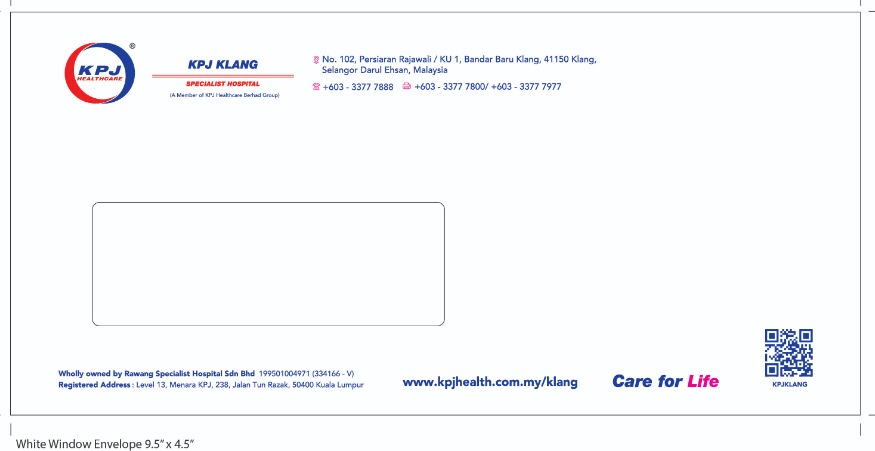 ®
KPJ
HEALTHCARE
KPJ KLANG
SPECIALIST HOSPITAL
(A Member of KPJ Healthcare Berhad Group)
No. 102, Persiaran Rajawali / KU 1, Bandar Baru Klang, 41150 Klang,
Selangor Darul Ehsan, Malaysia
+603 - 3377 7888 +603 - 3377 7800/ +603 - 3377 7977
Wholly owned by Rawang Specialist Hospital Sdn Bhd 199501004971 (334166 - V)
Registered Address : Level 13, Menara KPJ, 238, Jalan Tun Razak, 50400 Kuala Lumpur
www.kpjhealth.com.my/klang
Care for Life
KPJKLANG
White Window Envelope 9.5” x 4.5”